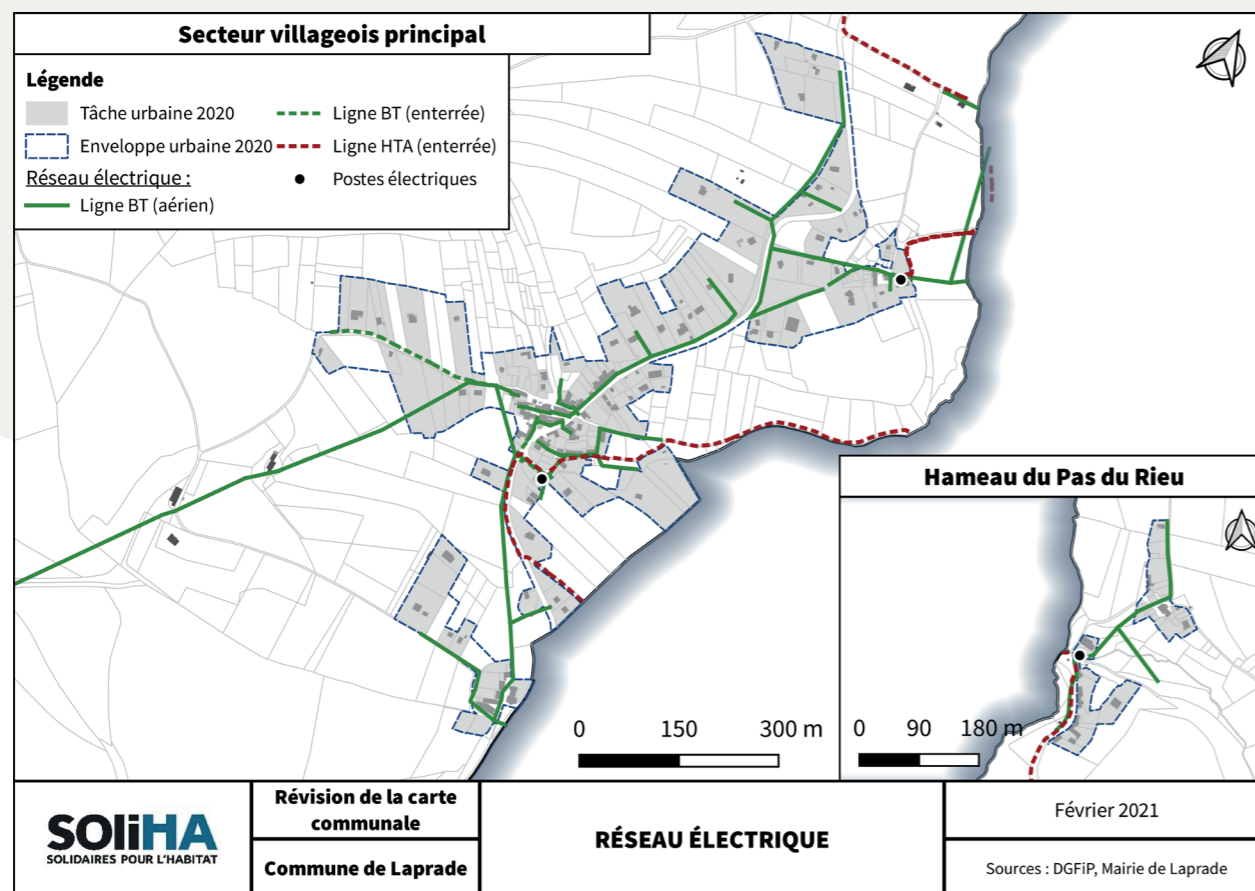 Secteur villageois principal
Légende
Tâche urbaine 2020
Enveloppe urbaine 2020
Réseau électrique :
Ligne BT (aérien)
Ligne BT (enterrée)
Ligne HTA (enterrée)
Postes électriques
Hameau du Pas du Rieu
0 150 300 m
0 90 180 m
SOLiHA
SOLIDAIRES POUR L'HABITAT
Révision de la carte
communale
Commune de Laprade
RÉSEAU ÉLECTRIQUE
Février 2021
Sources : DGFiP, Mairie de Laprade